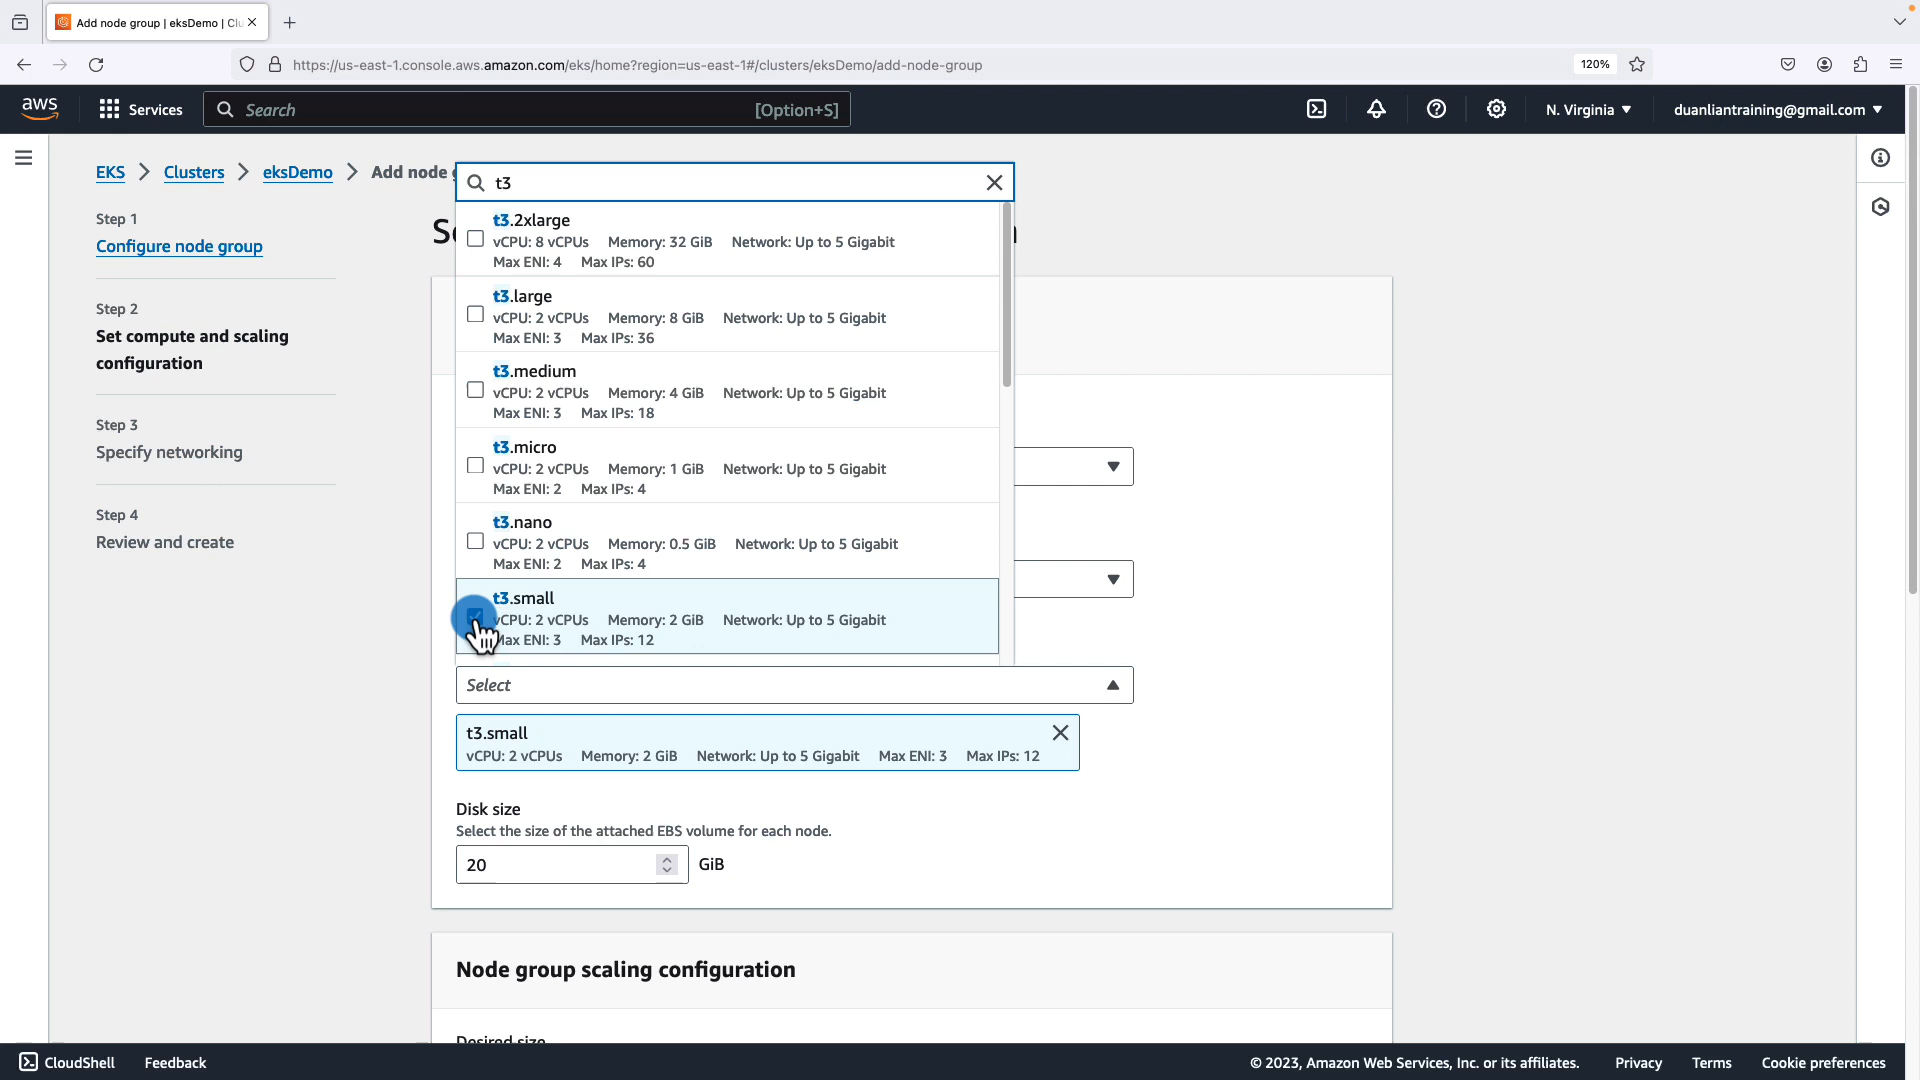 Add node group | eksDemo | Clu
https://us-east-1.console.aws.amazon.com/eks/home?region=us-east-1#/clusters/eksDemo/add-node-group
120%
aws
Services
Search
[Option+S]
N. Virginia
duanliantraining@gmail.com
EKS
Clusters
eksDemo
Add node
t3
Step 1
Configure node group
Step 2
Set compute and scaling
configuration
Step 3
Specify networking
Step 4
Review and create
t3.2xlarge
vCPU: 8 vCPUs Memory: 32 GiB Network: Up to 5 Gigabit
Max ENI: 4 Max IPs: 60
t3.large
vCPU: 2 vCPUs Memory: 8 GiB Network: Up to 5 Gigabit
Max ENI: 3 Max IPs: 36
t3.medium
vCPU: 2 vCPUs Memory: 4 GiB Network: Up to 5 Gigabit
Max ENI: 3 Max IPs: 18
t3.micro
vCPU: 2 vCPUs Memory: 1 GiB Network: Up to 5 Gigabit
Max ENI: 2 Max IPs: 4
t3.nano
vCPU: 2 vCPUs Memory: 0.5 GiB Network: Up to 5 Gigabit
Max ENI: 2 Max IPs: 4
t3.small
vCPU: 2 vCPUs Memory: 2 GiB Network: Up to 5 Gigabit
Max ENI: 3 Max IPs: 12
Select
t3.small
vCPU: 2 vCPUs Memory: 2 GiB Network: Up to 5 Gigabit Max ENI: 3 Max IPs: 12
Disk size
Select the size of the attached EBS volume for each node.
20
GiB
Node group scaling configuration
Desired size
CloudShell
Feedback
© 2023, Amazon Web Services, Inc. or its affiliates.
Privacy
Terms
Cookie preferences